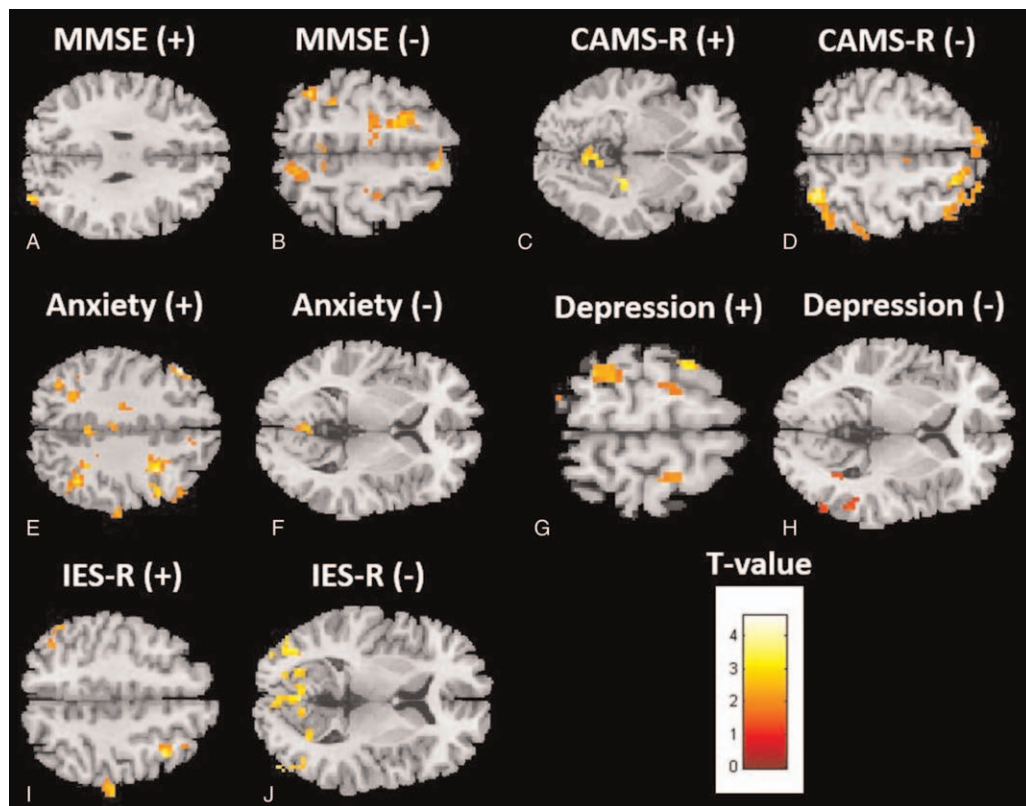 MMSE (+) MMSE (-) CAMS-R (+) CAMS-R (-)
A B C D
Anxiety (+) Anxiety (-) Depression (+) Depression (-)
E F G H
IES-R (+) IES-R (-)
T-value
4
3
2
1
0
I J